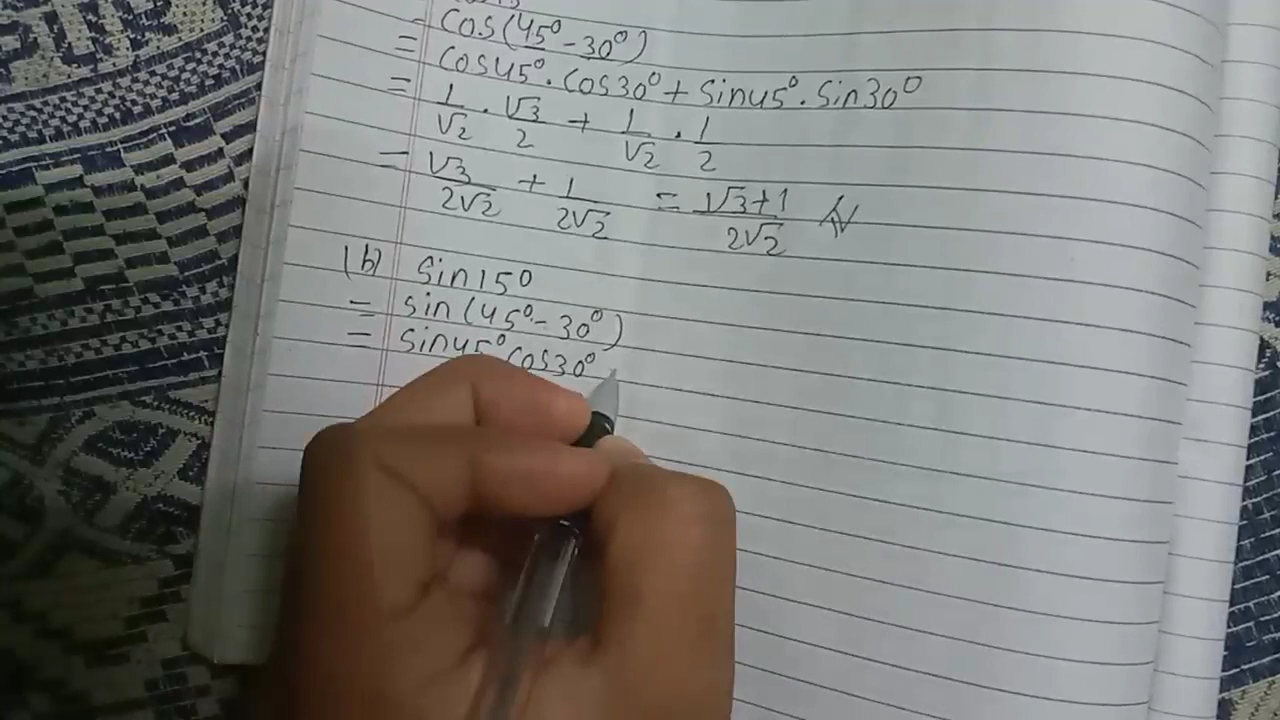 cos(45°-30°)
= cos45°.cos30°+sin45°.sin30°
= 1/√2 . √3/2 + 1/√2 . 1/2
= √3/2√2 + 1/2√2 = √3+1/2√2
(b) sin15°
= sin(45°-30°)
= sin45° cos30°